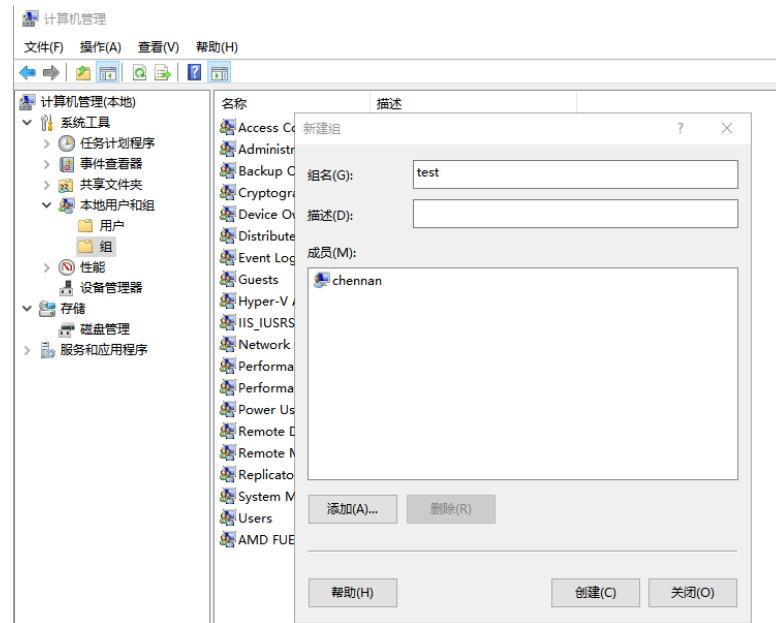 计算机管理
文件(F) 操作(A) 查看(V) 帮助(H)
计算机管理(本地)
系统工具
任务计划程序
事件查看器
共享文件夹
本地用户和组
用户
组
性能
设备管理器
存储
磁盘管理
服务和应用程序
名称 描述
Access Co
Administr
Backup O
Cryptogra
Device Ow
Distribute
Event Log
Guests
Hyper-V A
IIS_IUSRS
Network
Performa
Performa
Power Us
Remote D
Remote M
Replicato
System M
Users
AMD FUE
新建组 ?
组名(G): test
描述(D):
成员(M):
chennan
添加(A)... 删除(R)
帮助(H) 创建(C) 关闭(O)